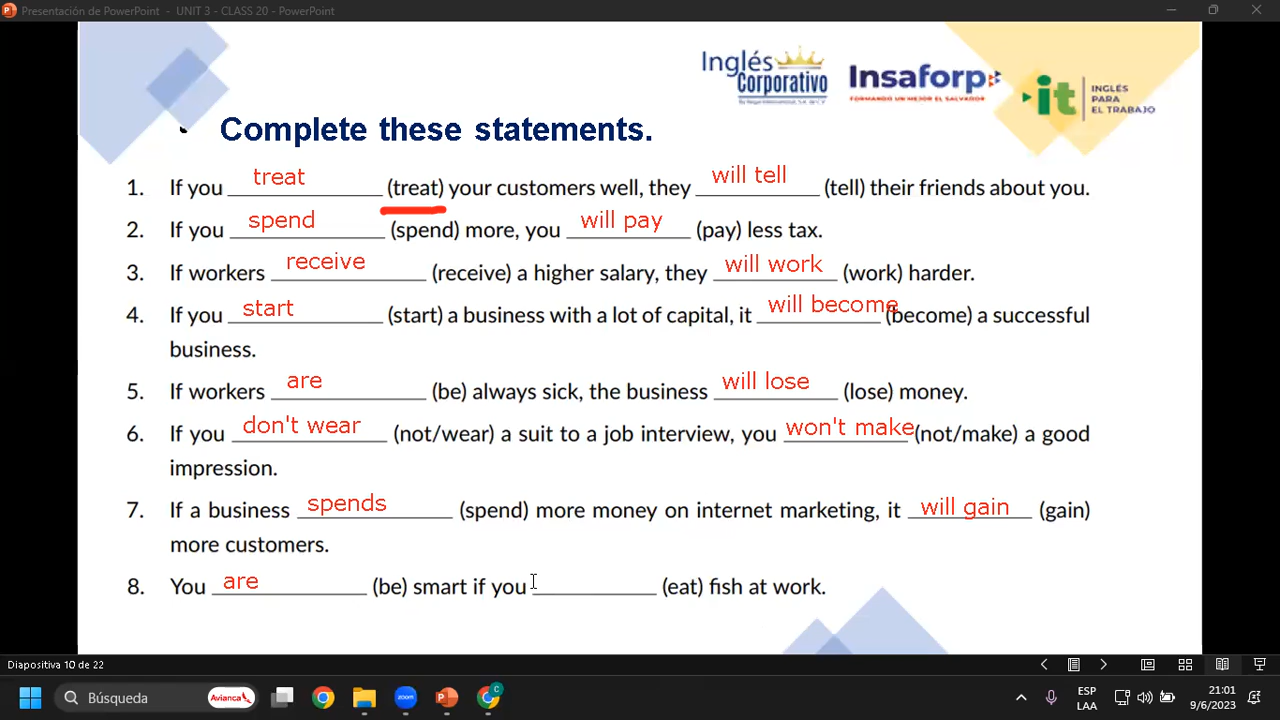 Presentación de PowerPoint - UNIT 3 - CLASS 20 - PowerPoint
Inglés Corporativo
Insaforp
FORMANDO UN MEJOR EL SALVADOR
it INGLÉS PARA EL TRABAJO
• Complete these statements.
1. If you treat (treat) your customers well, they will tell (tell) their friends about you.
2. If you spend (spend) more, you will pay (pay) less tax.
3. If workers receive (receive) a higher salary, they will work (work) harder.
4. If you start (start) a business with a lot of capital, it will become (become) a successful
business.
5. If workers are (be) always sick, the business will lose (lose) money.
6. If you don't wear (not/wear) a suit to a job interview, you won't make (not/make) a good
impression.
7. If a business spends (spend) more money on internet marketing, it will gain (gain)
more customers.
8. You are (be) smart if you ____________ (eat) fish at work.
Diapositiva 10 de 22
Búsqueda
Avianca
zoom
C
ESP
LAA
21:01
9/6/2023